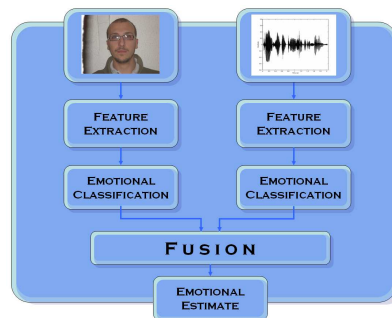 FEATURE
EXTRACTION
FEATURE
EXTRACTION
EMOTIONAL
CLASSIFICATION
EMOTIONAL
CLASSIFICATION
FUSION
EMOTIONAL
ESTIMATE